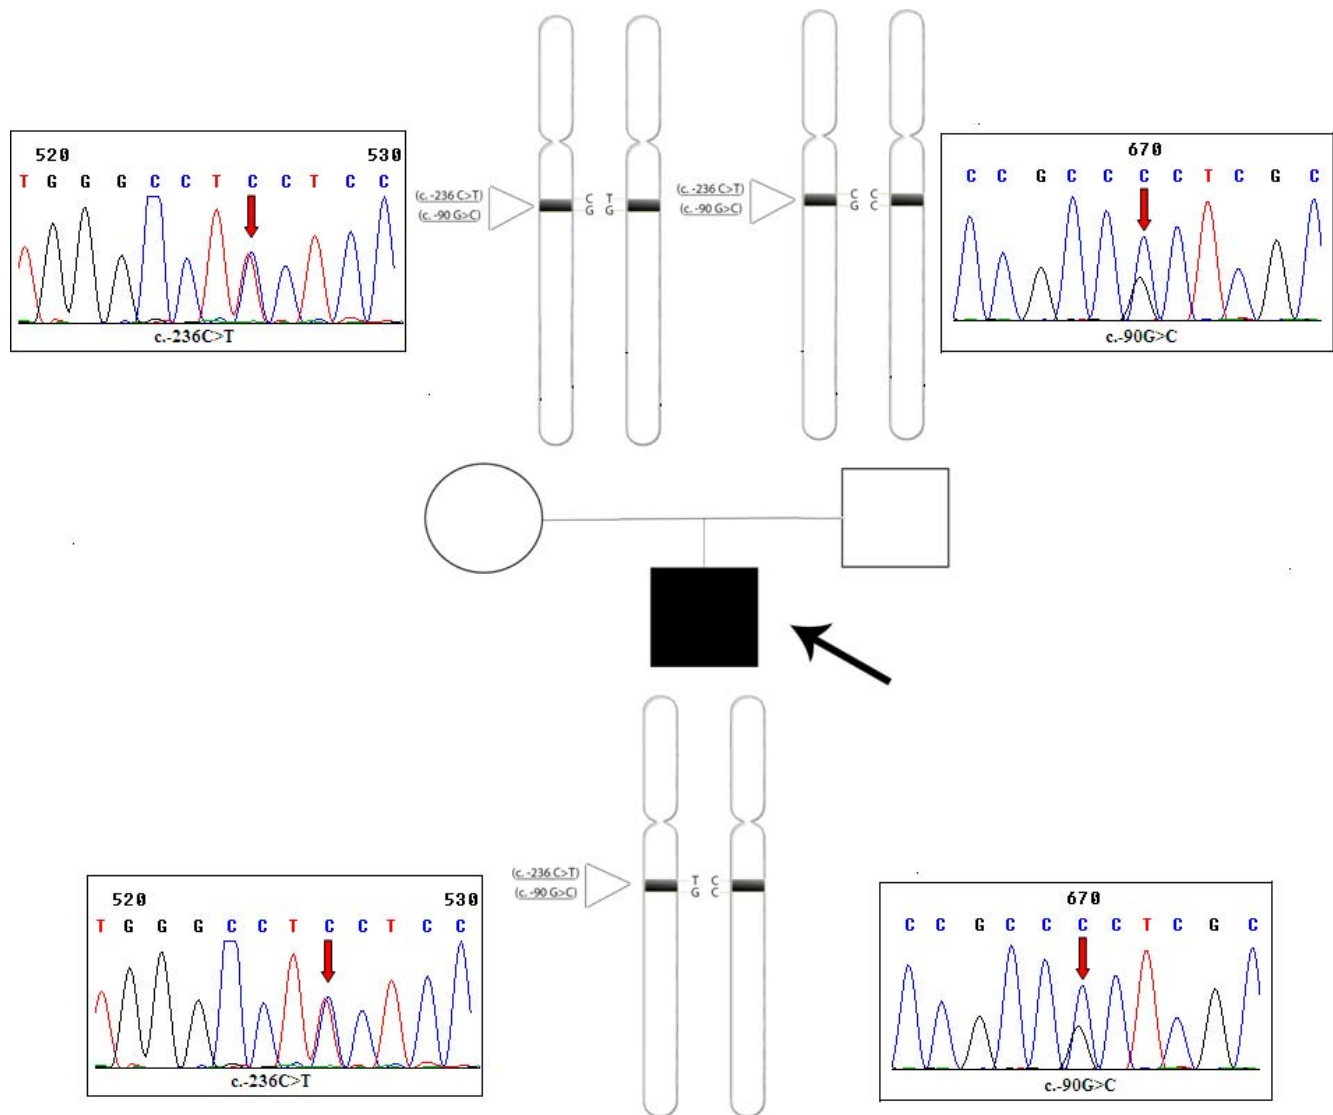 520 530
T G G G C C T C C T C C
c.-236C>T
(c. -236 C>T)
(c. -90 G>C)
C T
G G
(c. -236 C>T)
(c. -90 G>C)
C C
G C
670
C C G C C C C T C G C
c.-90G>C
(c. -236 C>T)
(c. -90 G>C)
T C
G C
520 530
T G G G C C T C C T C C
c.-236C>T
670
C C G C C C C T C G C
c.-90G>C